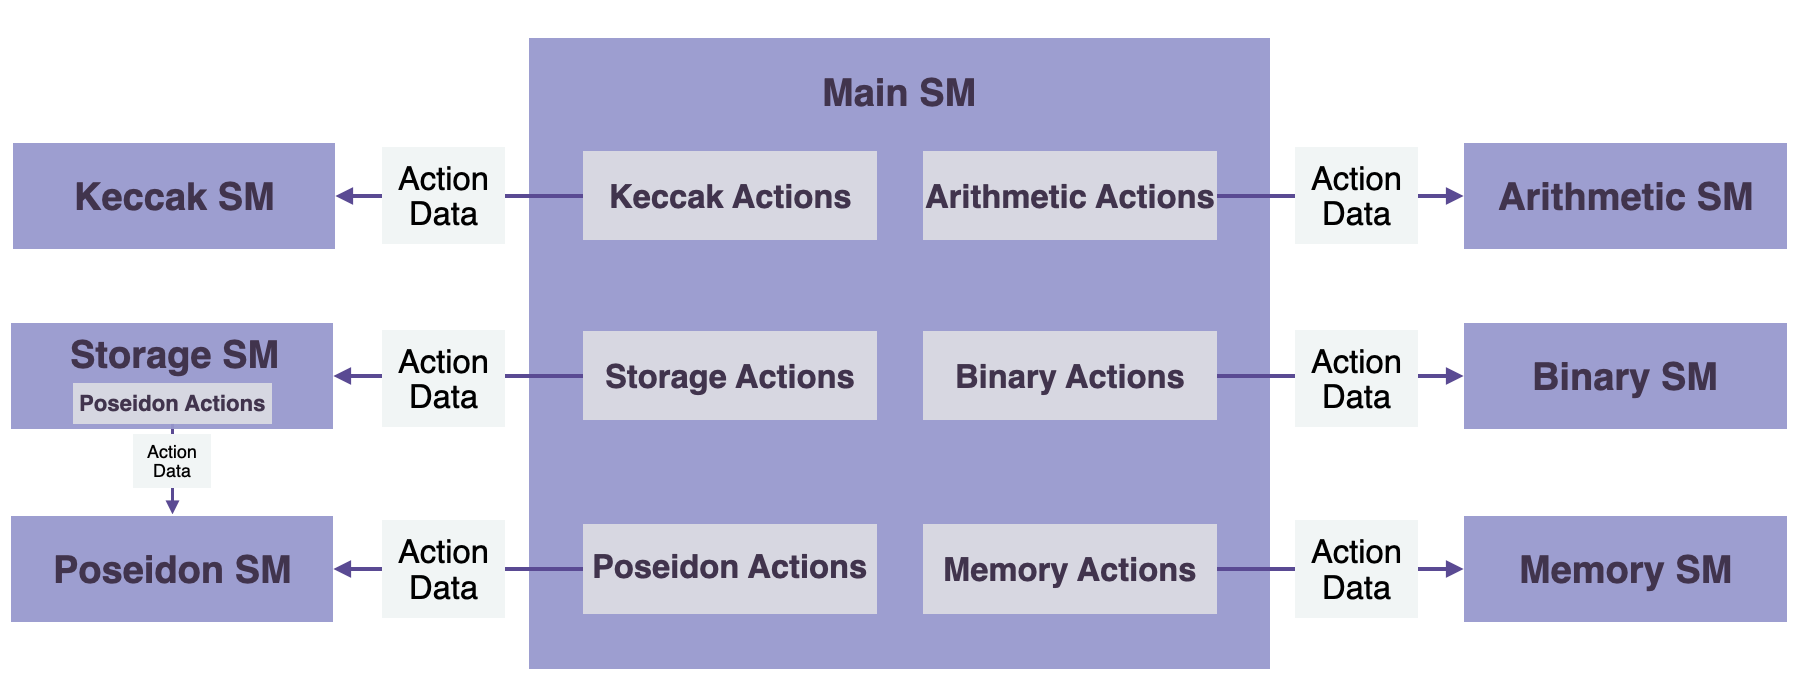 Main SM
Keccak SM
Action
Data
Keccak Actions
Arithmetic Actions
Action
Data
Arithmetic SM
Storage SM
Poseidon Actions
Action
Data
Storage Actions
Binary Actions
Action
Data
Binary SM
Action
Data
Poseidon SM
Action
Data
Poseidon Actions
Memory Actions
Action
Data
Memory SM